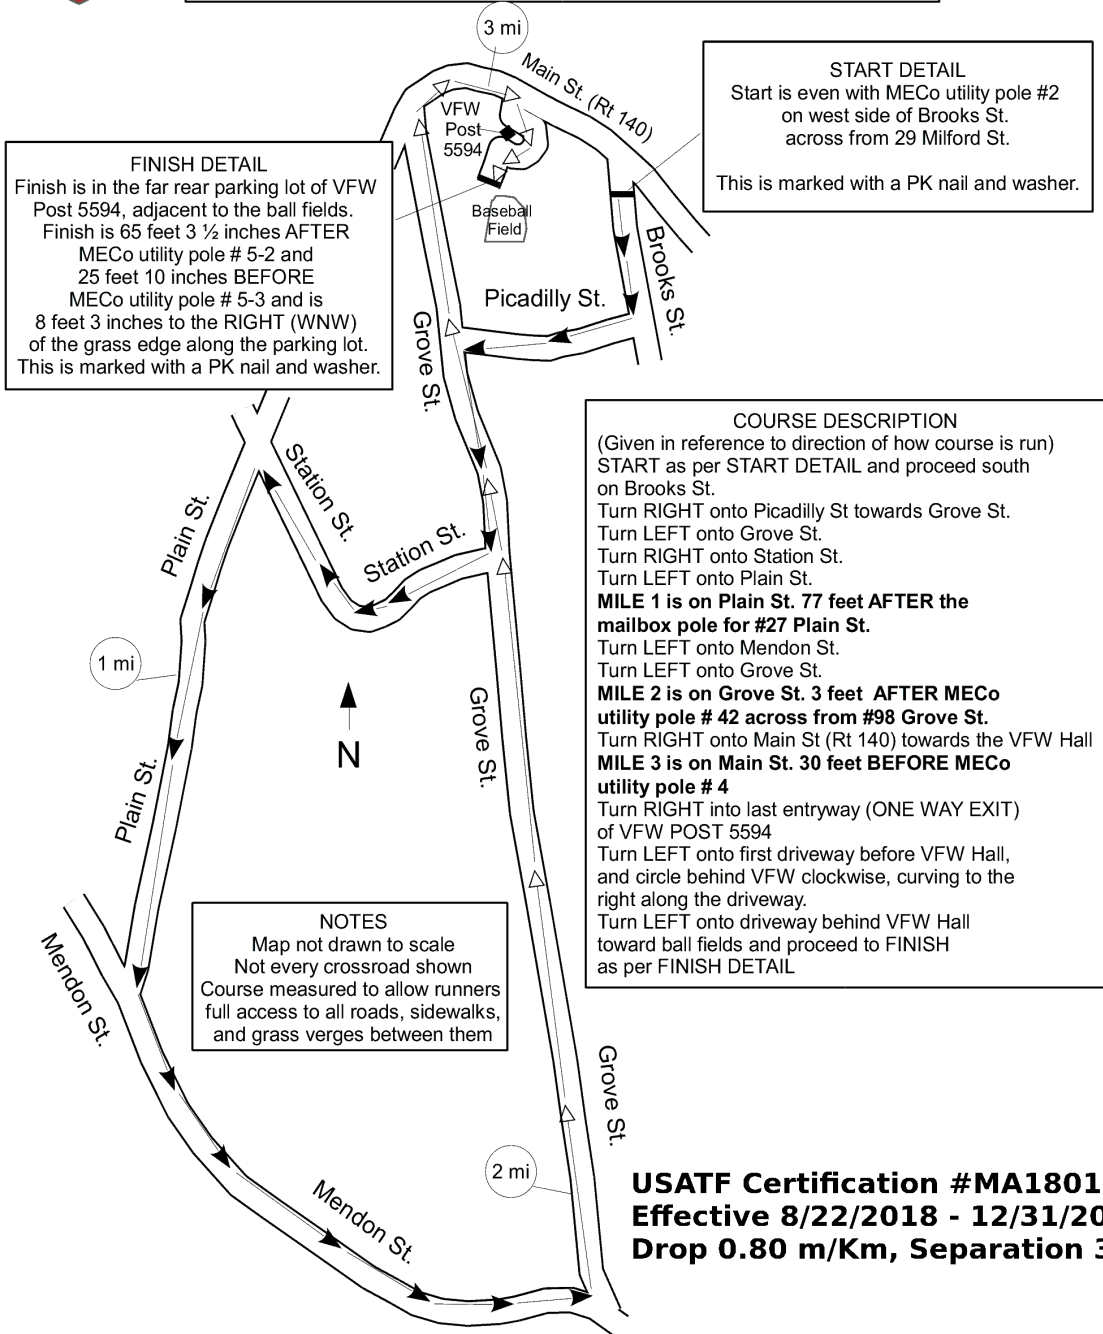 3 mi
Main St. (Rt 140)
START DETAIL
Start is even with MECo utility pole #2
on west side of Brooks St.
across from 29 Milford St.
This is marked with a PK nail and washer.
VFW
Post
5594
FINISH DETAIL
Finish is in the far rear parking lot of VFW
Post 5594, adjacent to the ball fields.
Finish is 65 feet 3 ½ inches AFTER
MECo utility pole # 5-2 and
25 feet 10 inches BEFORE
MECo utility pole # 5-3 and is
8 feet 3 inches to the RIGHT (WNW)
of the grass edge along the parking lot.
This is marked with a PK nail and washer.
Baseball
Field
Brooks St.
Picadilly St.
Grove St.
COURSE DESCRIPTION
(Given in reference to direction of how course is run)
START as per START DETAIL and proceed south
on Brooks St.
Turn RIGHT onto Picadilly St towards Grove St.
Turn LEFT onto Grove St.
Turn RIGHT onto Station St.
Turn LEFT onto Plain St.
MILE 1 is on Plain St. 77 feet AFTER the
mailbox pole for #27 Plain St.
Turn LEFT onto Mendon St.
Turn LEFT onto Grove St.
MILE 2 is on Grove St. 3 feet  AFTER MECo
utility pole # 42 across from #98 Grove St.
Turn RIGHT onto Main St (Rt 140) towards the VFW Hall
MILE 3 is on Main St. 30 feet BEFORE MECo
utility pole # 4
Turn RIGHT into last entryway (ONE WAY EXIT)
of VFW POST 5594
Turn LEFT onto first driveway before VFW Hall,
and circle behind VFW clockwise, curving to the
right along the driveway.
Turn LEFT onto driveway behind VFW Hall
toward ball fields and proceed to FINISH
as per FINISH DETAIL
Station St.
Plain St.
Station St.
1 mi
N
Grove St.
Plain St.
Mendon St.
NOTES
Map not drawn to scale
Not every crossroad shown
Course measured to allow runners
full access to all roads, sidewalks,
and grass verges between them
Grove St.
2 mi
Mendon St.
USATF Certification #MA1801
Effective 8/22/2018 - 12/31/20
Drop 0.80 m/Km, Separation 3